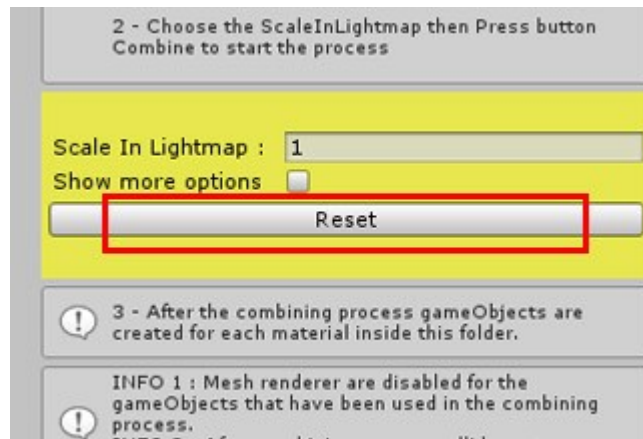 2 - Choose the ScaleInLightmap then Press button
Combine to start the process
Scale In Lightmap : 1
Show more options
Reset
3 - After the combining process gameObjects are
created for each material inside this folder.
INFO 1 : Mesh renderer are disabled for the
gameObjects that have been used in the combining
process.